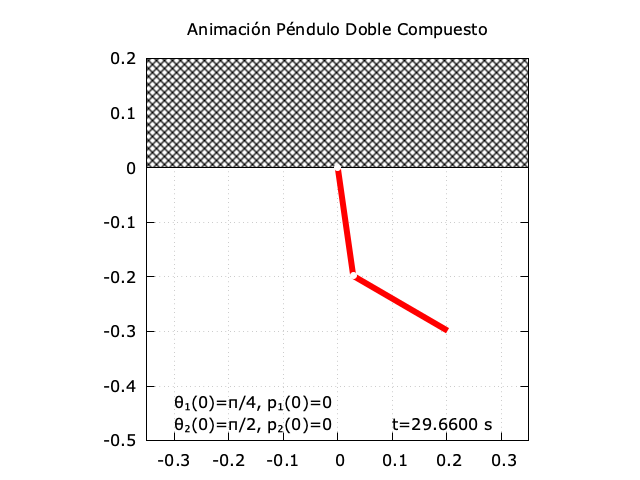 Animación Péndulo Doble Compuesto
0.2
0.1
0
-0.1
-0.2
-0.3
-0.4
-0.5
θ₁(0)=π/4, p₁(0)=0
θ₂(0)=π/2, p₂(0)=0 t=29.6600 s
-0.3 -0.2 -0.1 0 0.1 0.2 0.3